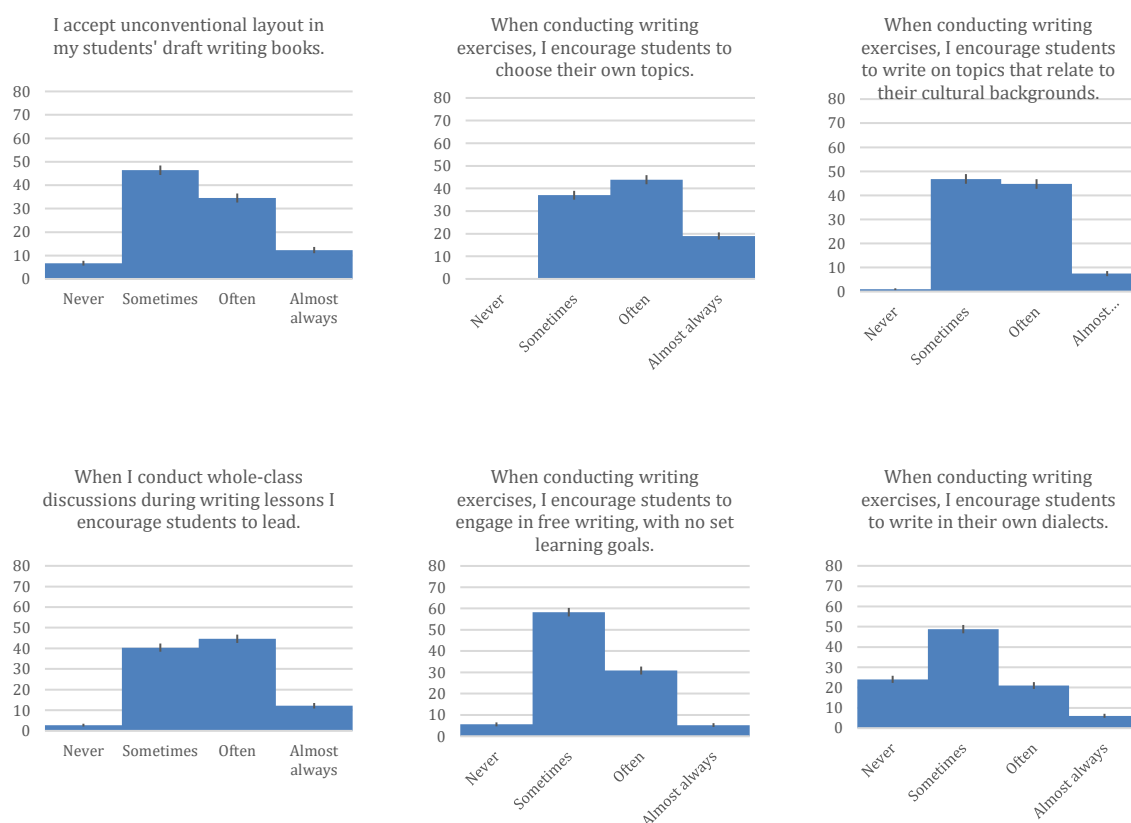 I accept unconventional layout in
my students' draft writing books.
80
70
60
50
40
30
20
10
0
Never Sometimes Often Almost
always
When conducting writing
exercises, I encourage students to
choose their own topics.
80
70
60
50
40
30
20
10
0
Never
Sometimes
Often
Almost always
When conducting writing
exercises, I encourage students
to write on topics that relate to
their cultural backgrounds.
80
70
60
50
40
30
20
10
0
Never
Sometimes
Often
Almost...
When I conduct whole-class
discussions during writing lessons I
encourage students to lead.
80
70
60
50
40
30
20
10
0
Never Sometimes Often Almost
always
When conducting writing
exercises, I encourage students to
engage in free writing, with no set
learning goals.
80
70
60
50
40
30
20
10
0
Never
Sometimes
Often
Almost always
When conducting writing
exercises, I encourage students
to write in their own dialects.
80
70
60
50
40
30
20
10
0
Never
Sometimes
Often
Almost always